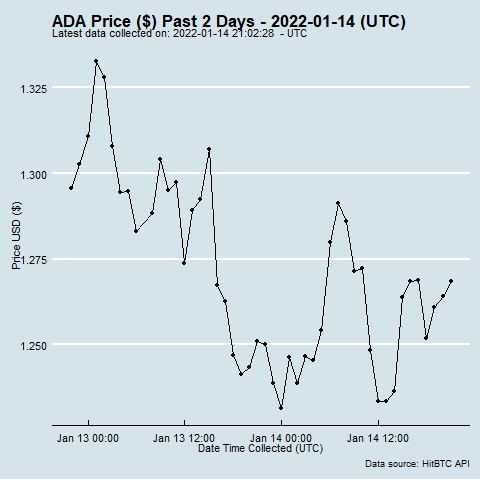 ADA Price ($) Past 2 Days - 2022-01-14 (UTC)
Latest data collected on: 2022-01-14 21:02:28 - UTC
1.325
1.300
1.275
1.250
Price USD ($)
Jan 13 00:00 Jan 13 12:00 Jan 14 00:00 Jan 14 12:00
Date Time Collected (UTC)
Data source: HitBTC API